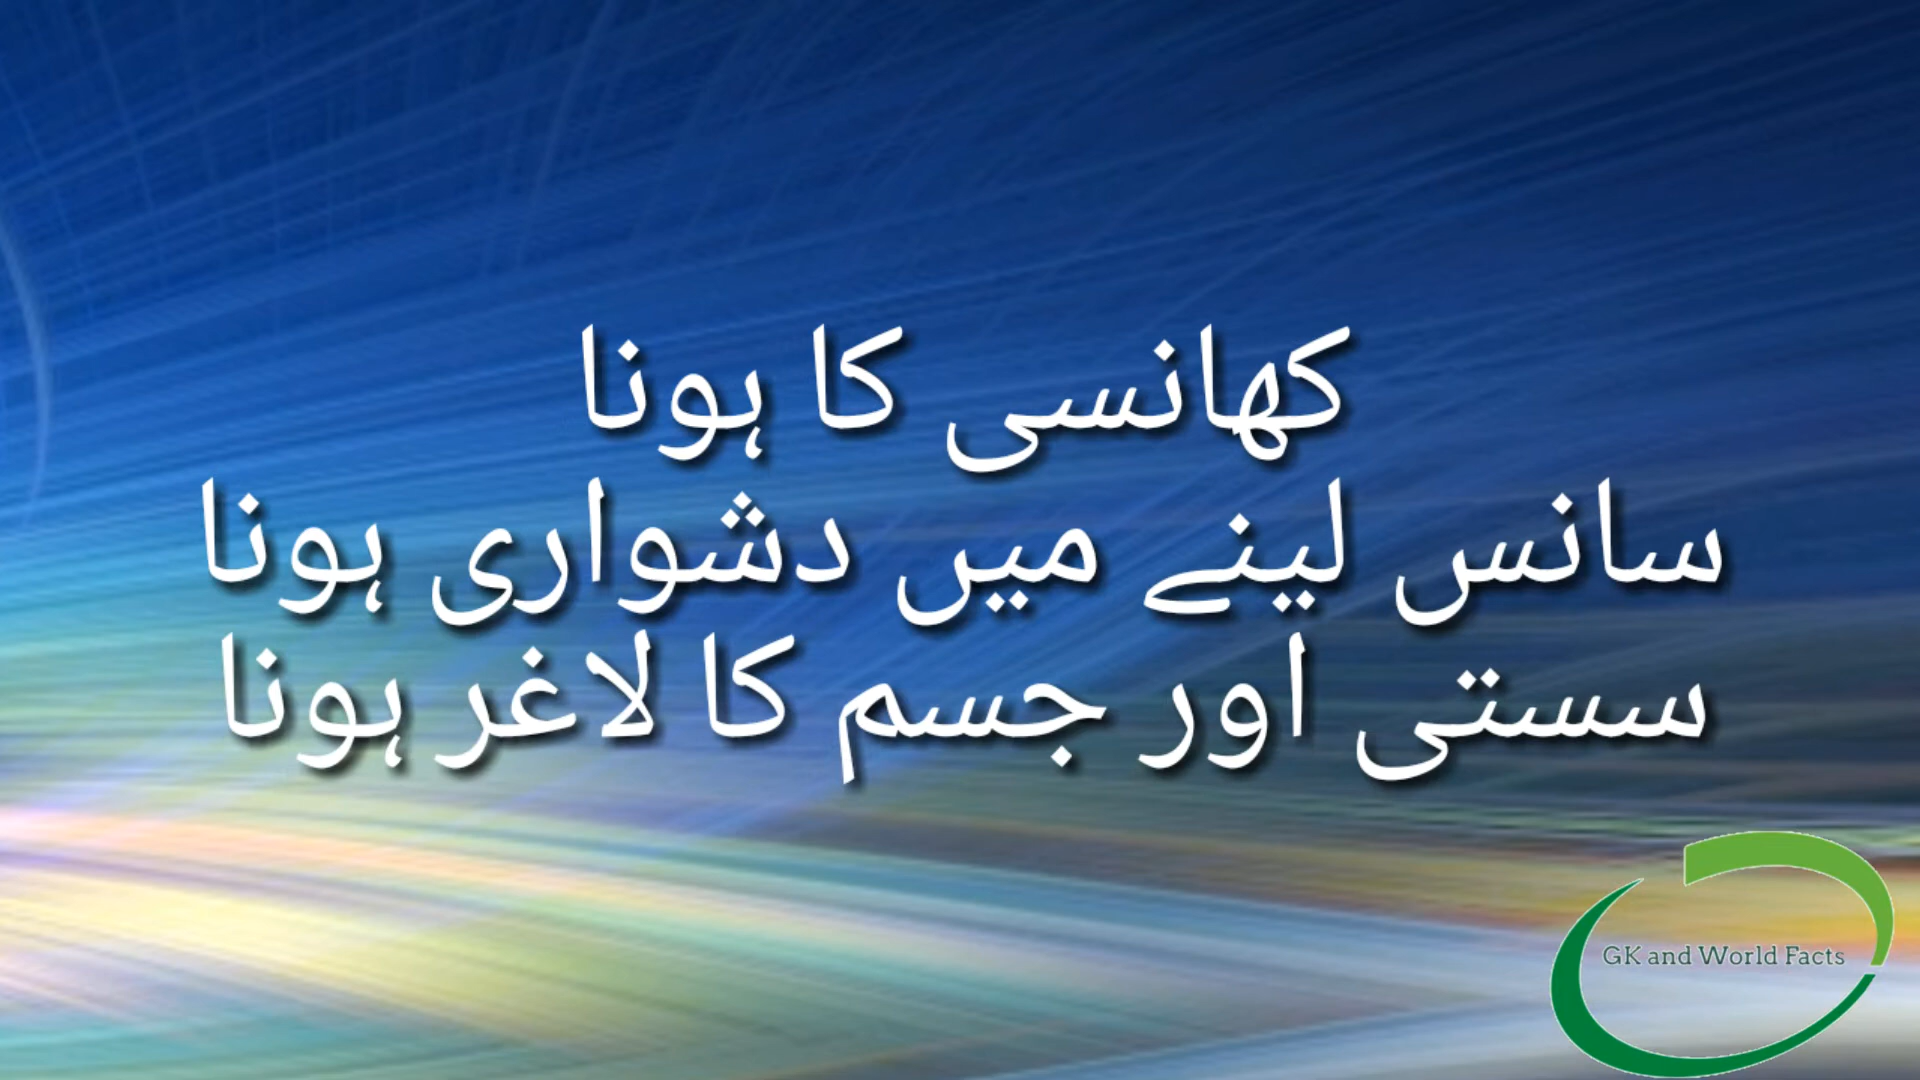 کھانسی کا ہونا
سانس لینے میں دشواری ہونا
سستی اور جسم کا لاغر ہونا
GK and World Facts